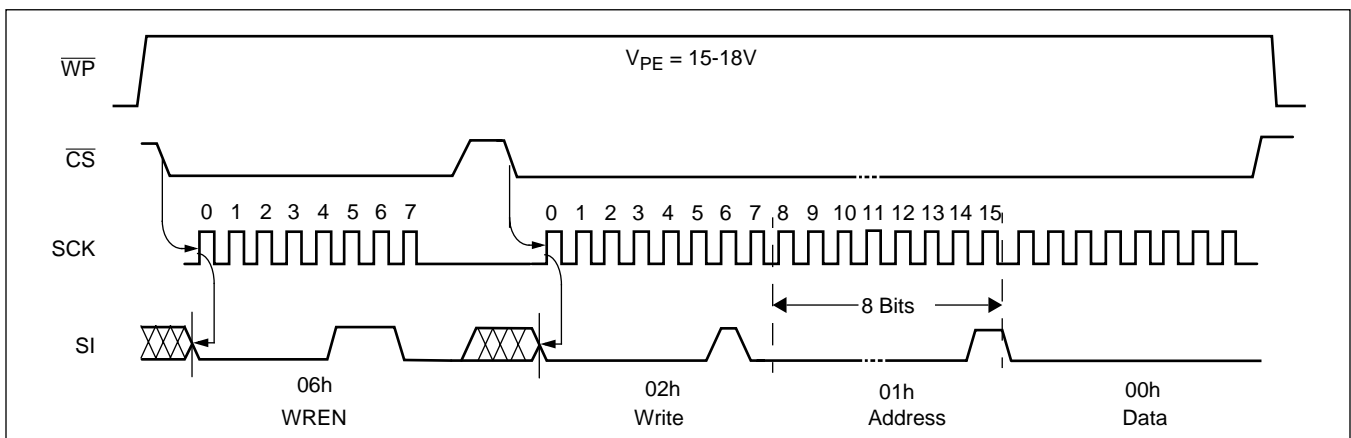 WP
V_PE = 15-18V
CS
0 1 2 3 4 5 6 7
0 1 2 3 4 5 6 7 8 9 10 11 12 13 14 15
SCK
8 Bits
SI
06h
WREN
02h
Write
01h
Address
00h
Data